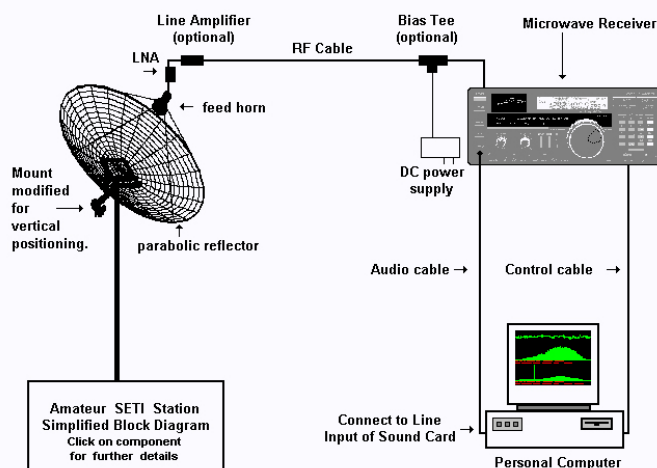 Line Amplifier
(optional)
Bias Tee
(optional)
Microwave Receiver
LNA
RF Cable
feed horn
DC power
supply
Mount
modified
for
vertical
positioning.
parabolic reflector
Audio cable
Control cable
Amateur SETI Station
Simplified Block Diagram
Click on component
for further details
Connect to Line
Input of Sound Card
Personal Computer